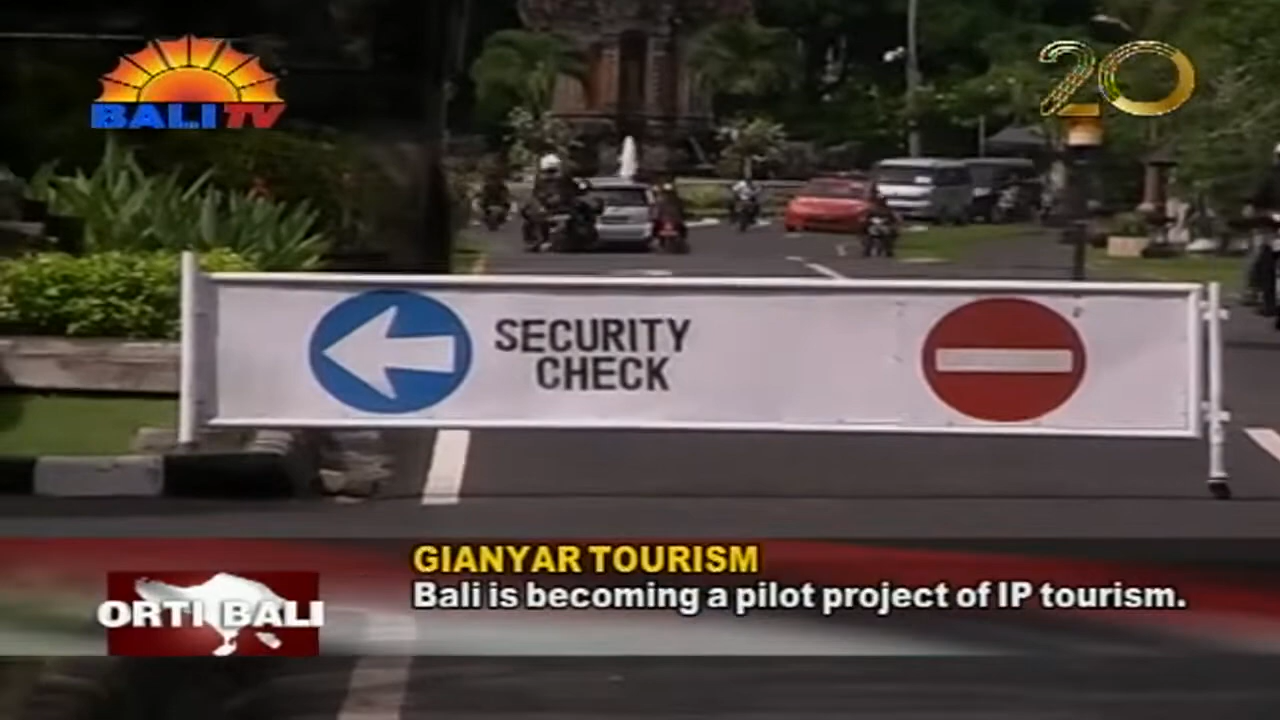 BALI TV
20
SECURITY
CHECK
GIANYAR TOURISM
Bali is becoming a pilot project of IP tourism.
ORTI BALI